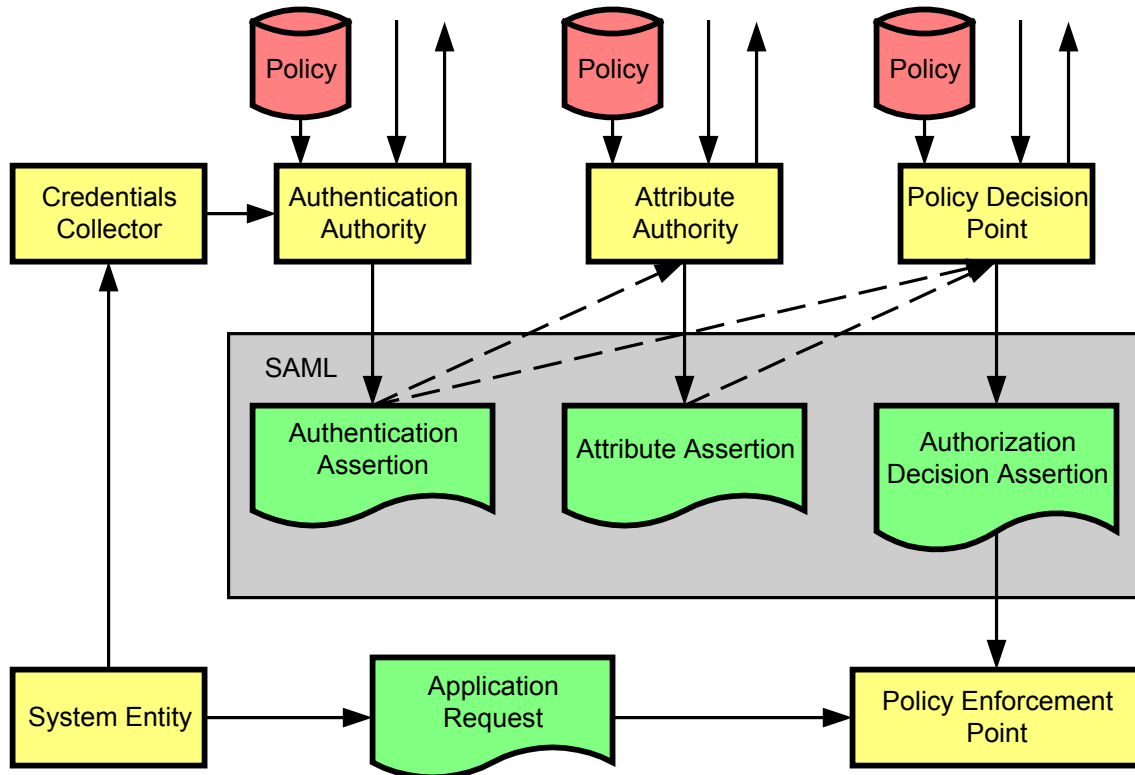 Policy
Policy
Policy
Credentials
Collector
Authentication
Authority
Attribute
Authority
Policy Decision
Point
SAML
Authentication
Assertion
Attribute Assertion
Authorization
Decision Assertion
System Entity
Application
Request
Policy Enforcement
Point